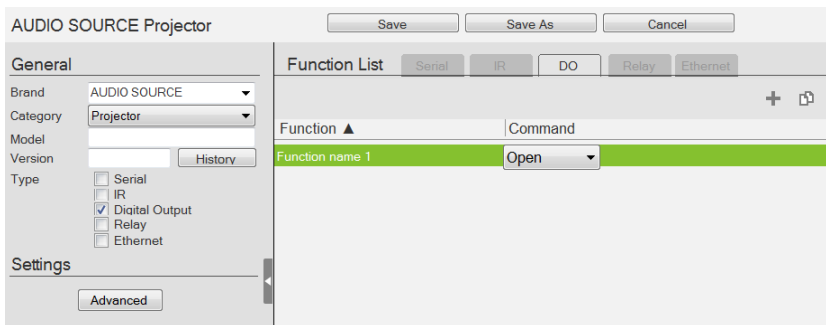 AUDIO SOURCE Projector
Save Save As Cancel
General
Brand AUDIO SOURCE
Category Projector
Model
Version History
Type Serial
IR
Digital Output
Relay
Ethernet
Settings
Advanced
Function List Serial IR DO Relay Ethernet
Function ▲ Command
Function name 1 Open